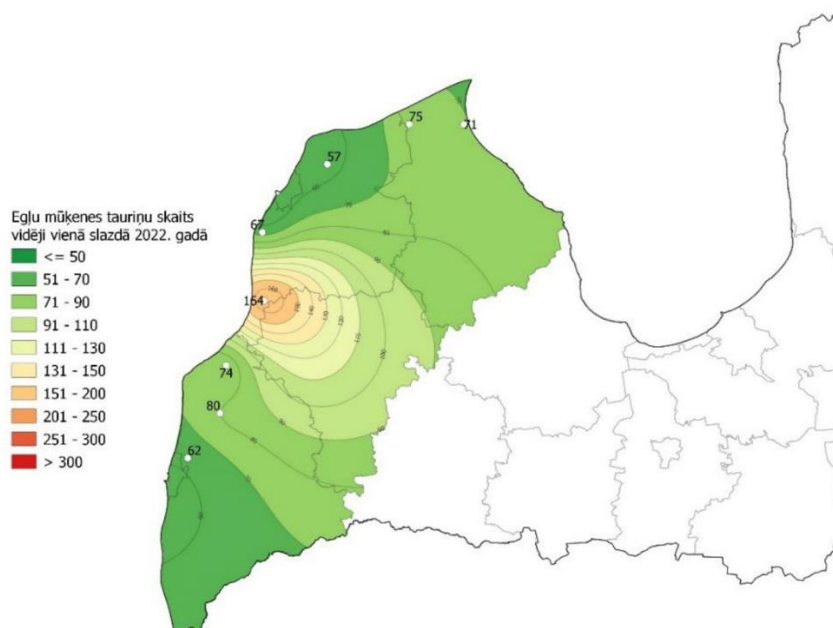 75
71
57
67
164
74
80
62
Egļu mūķenes tauriņu skaits
vidēji vienā slazdā 2022. gadā
<= 50
51 - 70
71 - 90
91 - 110
111 - 130
131 - 150
151 - 200
201 - 250
251 - 300
> 300